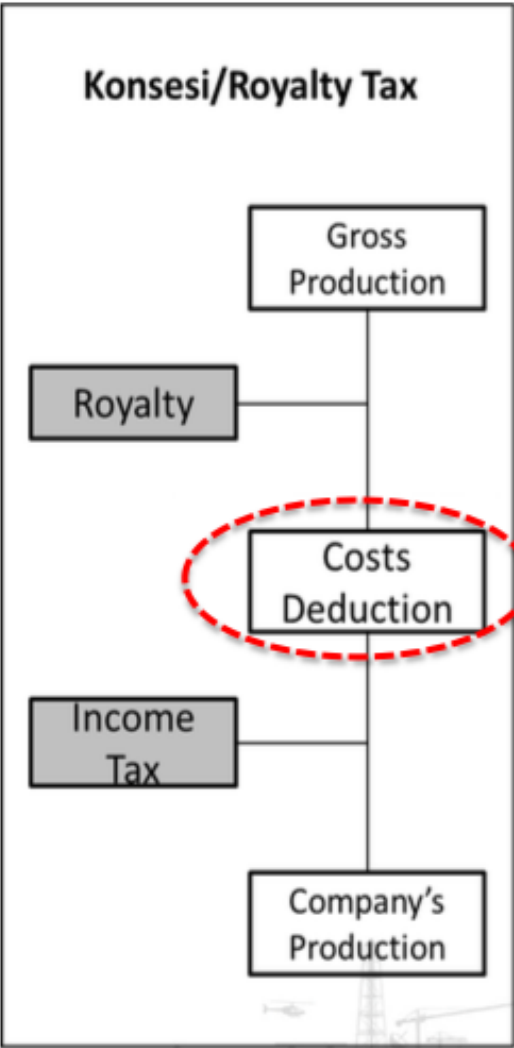 Konsesi/Royalty Tax
Gross
Production
Royalty
Costs
Deduction
Income
Tax
Company's
Production